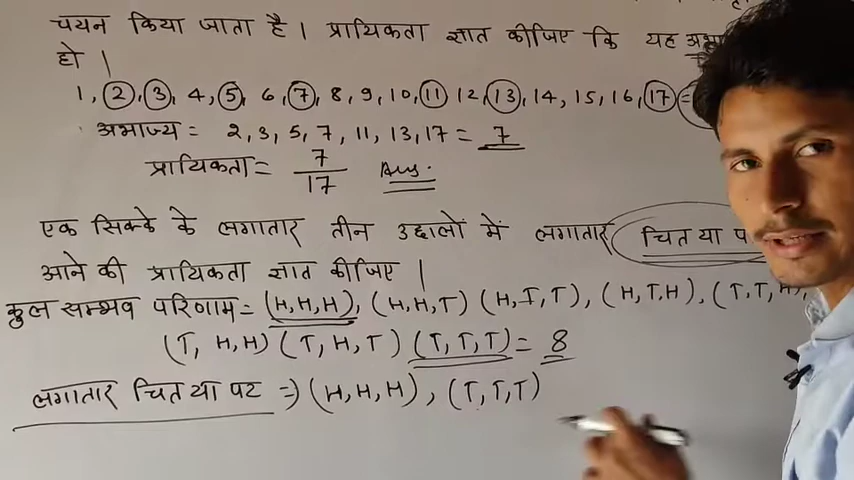 चयन किया जाता है । प्रायिकता ज्ञात कीजिए कि यह
हो ।
1, 2, 3, 4, 5, 6, 7, 8, 9, 10, 11 12, 13, 14, 15, 16, 17 =
अभाज्य = 2, 3, 5, 7, 11, 13, 17 = 7
प्रायिकता = 7/17 Ans.
एक सिक्के के लगातार तीन उछालों में लगातार चित या
आने की प्रायिकता ज्ञात कीजिए ।
कुल सम्भव परिणाम = (H,H,H), (H,H,T) (H,T,T), (H,T,H), (T,T,H),
(T, H,H) (T,H,T) (T,T,T) = 8
लगातार चित या पट => (H,H,H), (T,T,T)